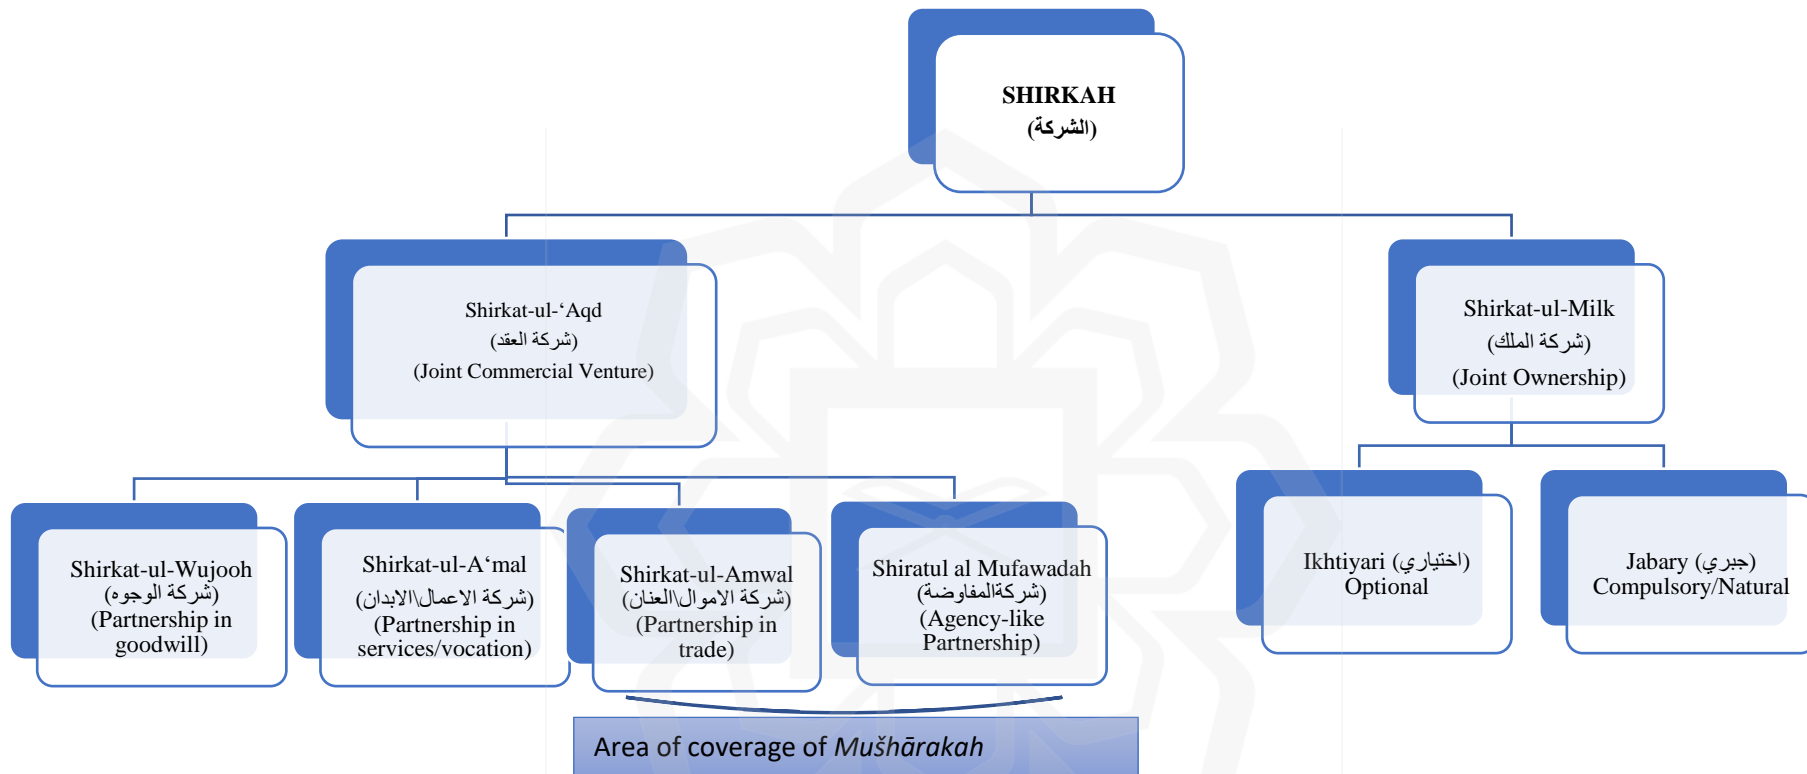 SHIRKAH
(الشركة)
Shirkat-ul-‘Aqd
(شركة العقد)
(Joint Commercial Venture)
Shirkat-ul-Milk
(شركة الملك)
(Joint Ownership)
Shirkat-ul-Wujooh
(شركة الوجوه)
(Partnership in
goodwill)
Shirkat-ul-A‘mal
(شركة الاعمال\الابدان)
(Partnership in
services/vocation)
Shirkat-ul-Amwal
(شركة الاموال\العنان)
(Partnership in
trade)
Shiratul al Mufawadah
(شركةالمفاوضة)
(Agency-like
Partnership)
Ikhtiyari (اختياري)
Optional
Jabary (جبري)
Compulsory/Natural
Area of coverage of Mušhārakah